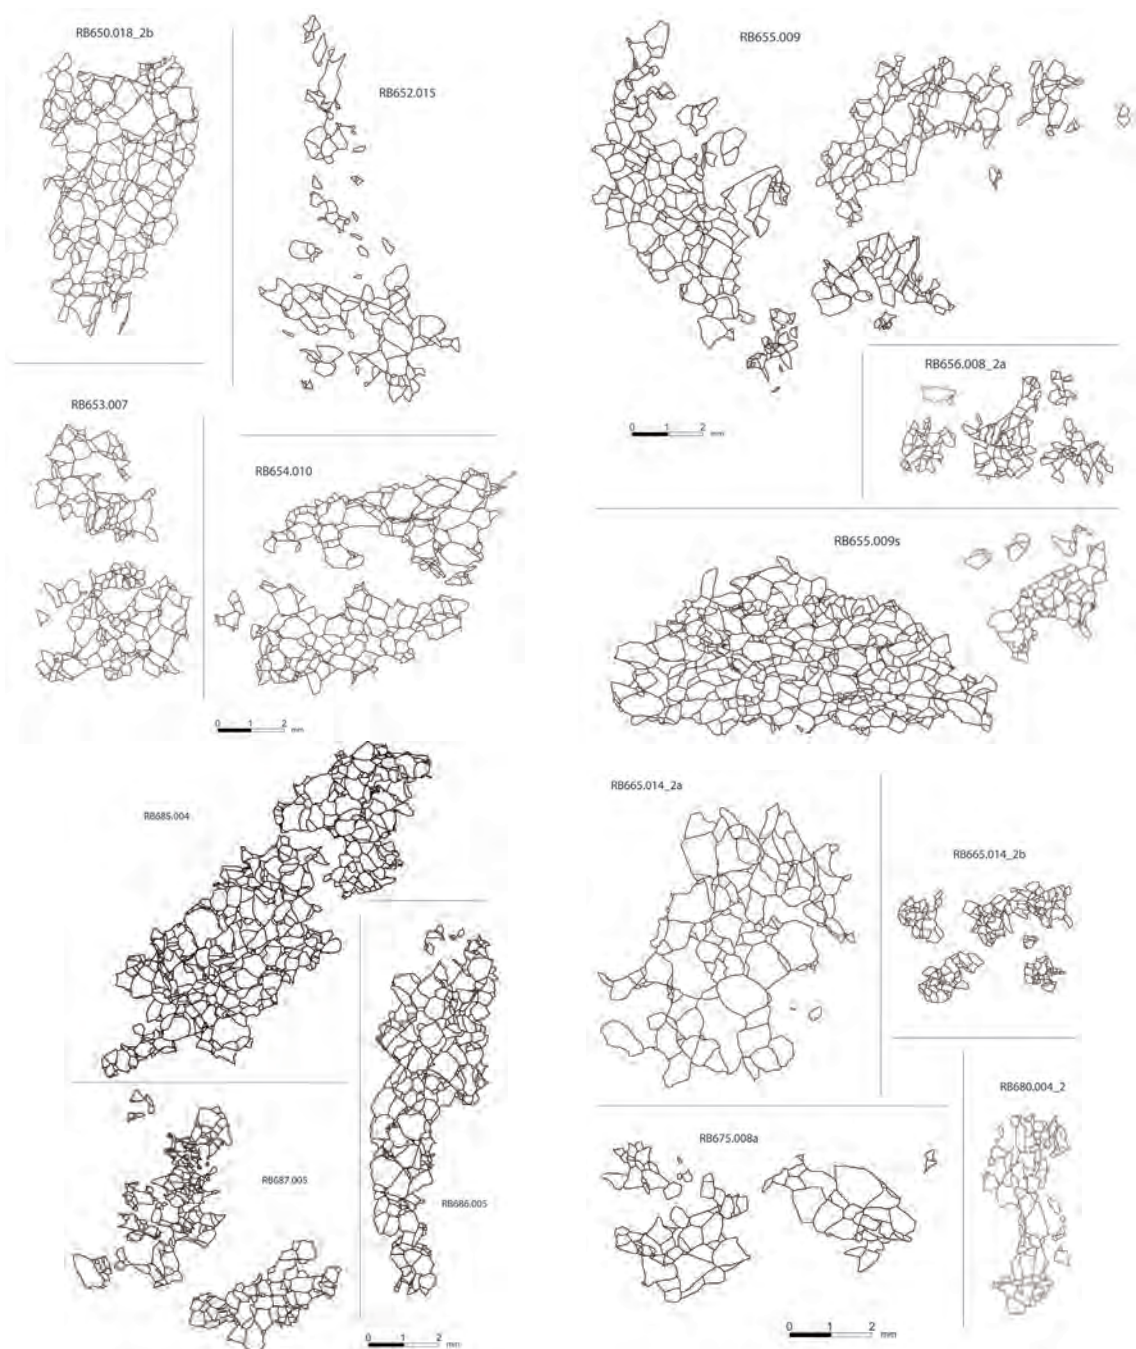 RB650.018_2b
RB652.015
RB653.007
RB654.010
0 1 2
mm
RB655.009
0 1 2
mm
RB656.008_2a
RB655.009s
RB685.004
RB687.005
RB686.005
0 1 2
mm
RB665.014_2a
RB665.014_2b
RB675.008a
RB680.004_2
0 1 2
mm